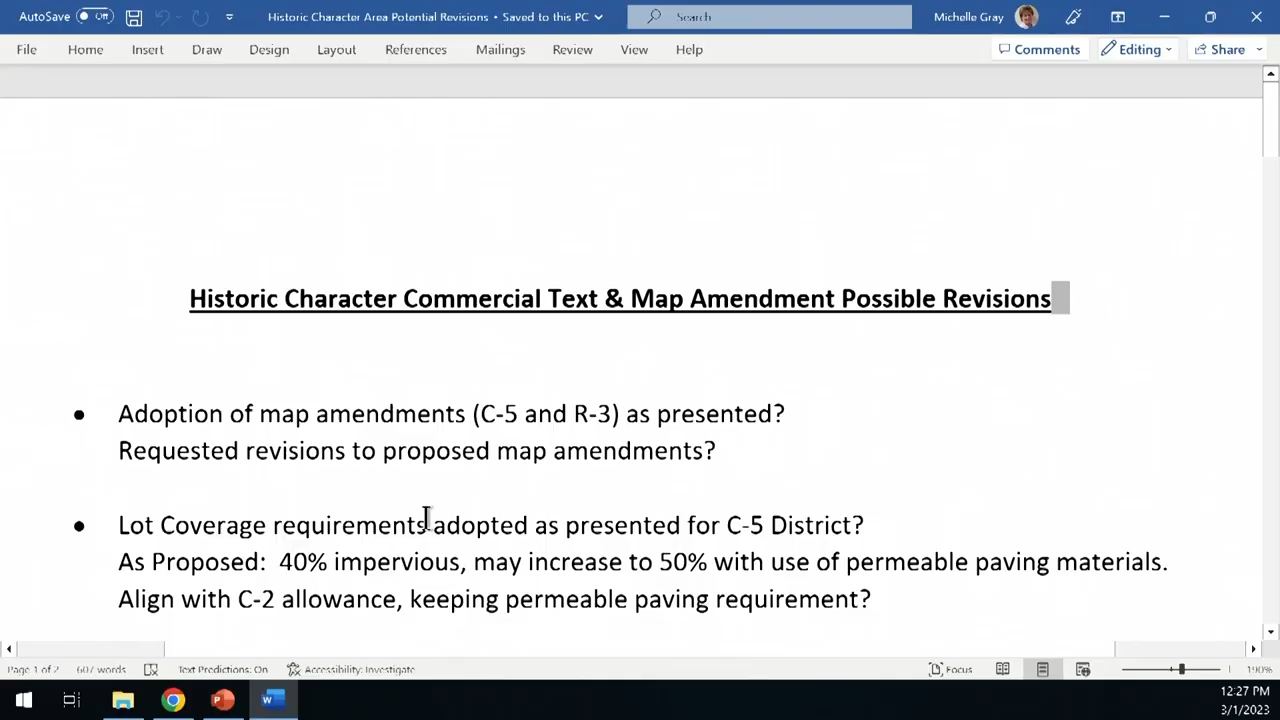 AutoSave Off Historic Character Area Potential Revisions • Saved to this PC Search Michelle Gray
File Home Insert Draw Design Layout References Mailings Review View Help Comments Editing Share
Historic Character Commercial Text & Map Amendment Possible Revisions
• Adoption of map amendments (C-5 and R-3) as presented?
Requested revisions to proposed map amendments?
• Lot Coverage requirements adopted as presented for C-5 District?
As Proposed: 40% impervious, may increase to 50% with use of permeable paving materials.
Align with C-2 allowance, keeping permeable paving requirement?
Page 1 of 2 607 words Text Predictions: On Accessibility: Investigate Focus 190%
12:27 PM
3/1/2023